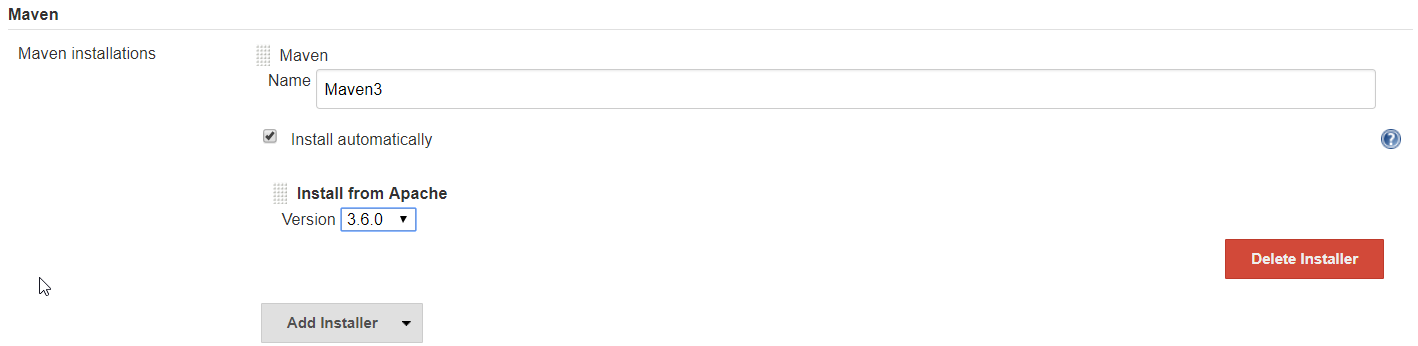 Maven
Maven installations
Maven
Name
Maven3
Install automatically
?
Install from Apache
Version 3.6.0
Delete Installer
Add Installer